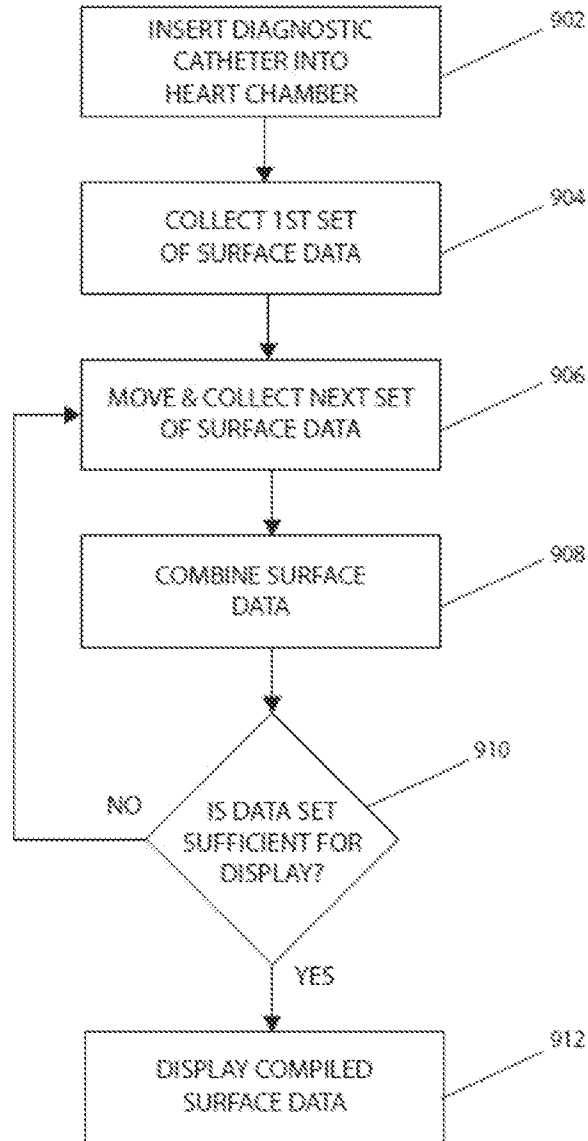 INSERT DIAGNOSTIC
CATHETER INTO
HEART CHAMBER
902
COLLECT 1ST SET
OF SURFACE DATA
904
MOVE & COLLECT NEXT SET
OF SURFACE DATA
906
COMBINE SURFACE
DATA
908
IS DATA SET
SUFFICIENT FOR
DISPLAY?
910
NO
YES
DISPLAY COMPILED
SURFACE DATA
912